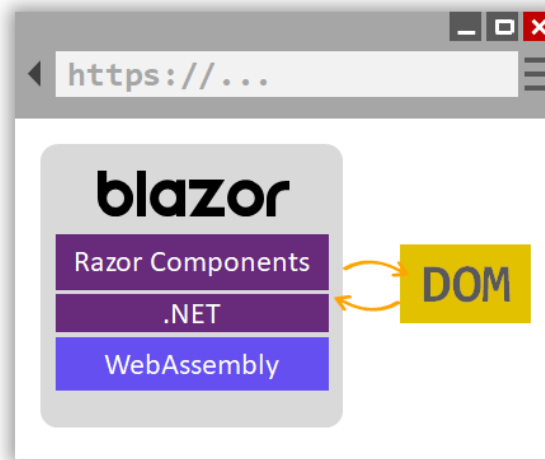 https://...
blazor
Razor Components
.NET
WebAssembly
DOM